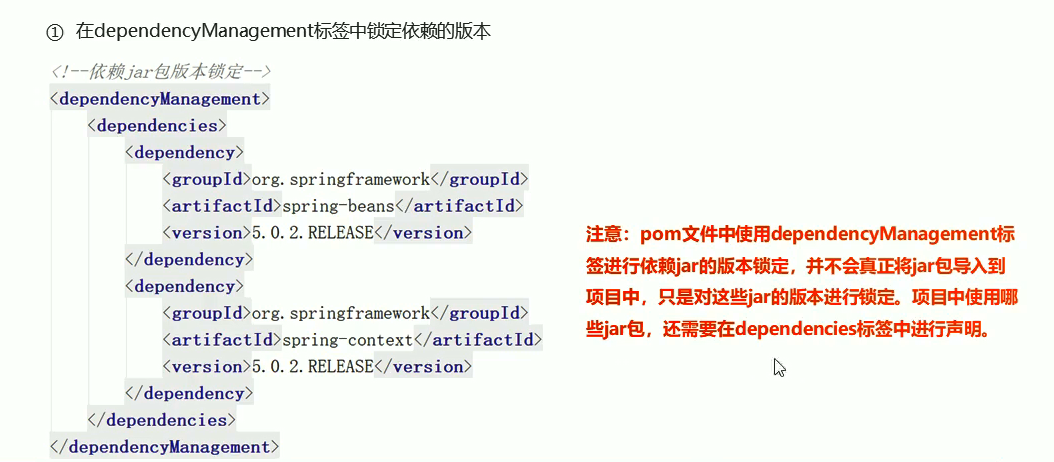 ① 在dependencyManagement标签中锁定依赖的版本
<!--依赖jar包版本锁定-->
<dependencyManagement>
<dependencies>
<dependency>
<groupId>org.springframework</groupId>
<artifactId>spring-beans</artifactId>
<version>5.0.2.RELEASE</version>
</dependency>
<dependency>
<groupId>org.springframework</groupId>
<artifactId>spring-context</artifactId>
<version>5.0.2.RELEASE</version>
</dependency>
</dependencies>
</dependencyManagement>
注意：pom文件中使用dependencyManagement标
签进行依赖jar的版本锁定，并不会真正将jar包导入到
项目中，只是对这些jar的版本进行锁定。项目中使用哪
些jar包，还需要在dependencies标签中进行声明。